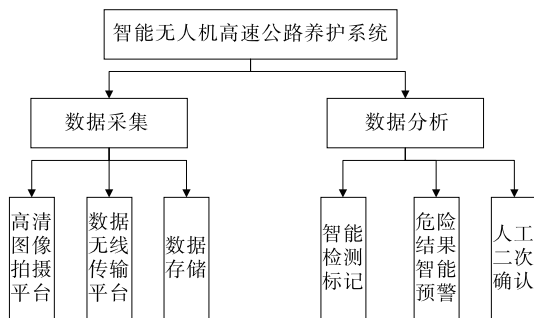 智能无人机高速公路养护系统
数据采集
数据分析
高清
图像
拍摄
平台
数据
无线
传输
平台
数据
存储
智能
检测
标记
危险
结果
智能
预警
人工
二次
确认